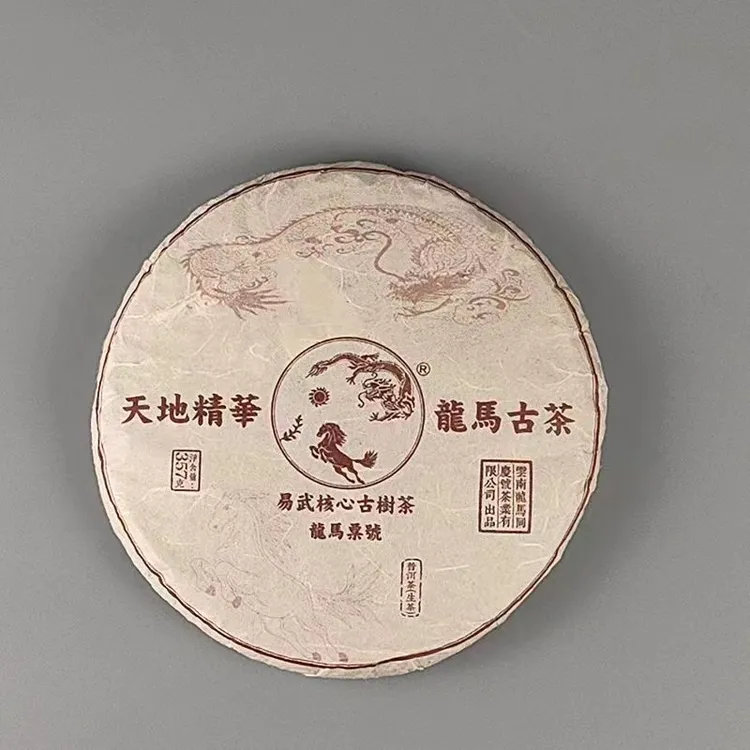 天地精華
龍馬古茶
®
淨含量:
357克
易武核心古樹茶
龍馬票號
雲南龍馬同
慶號茶業有
限公司出品
普洱茶(生茶)